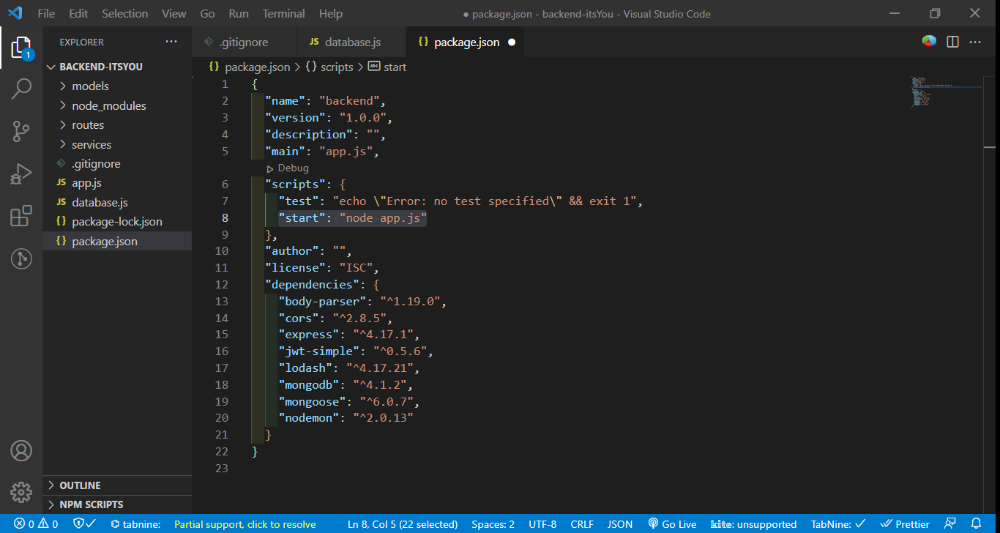 File Edit Selection View Go Run Terminal Help ● package.json - backend-itsYou - Visual Studio Code
EXPLORER ···
.gitignore
JS database.js
{ } package.json ●
1
BACKEND-ITSYOU
models
node_modules
routes
services
.gitignore
JS app.js
JS database.js
{ } package-lock.json
{ } package.json
OUTLINE
NPM SCRIPTS
{ } package.json > { } scripts > abc start
1 {
2 "name": "backend",
3 "version": "1.0.0",
4 "description": "",
5 "main": "app.js",
Debug
6 "scripts": {
7 "test": "echo \"Error: no test specified\" && exit 1",
8 "start": "node app.js"
9 },
10 "author": "",
11 "license": "ISC",
12 "dependencies": {
13 "body-parser": "^1.19.0",
14 "cors": "^2.8.5",
15 "express": "^4.17.1",
16 "jwt-simple": "^0.5.6",
17 "lodash": "^4.17.21",
18 "mongodb": "^4.1.2",
19 "mongoose": "^6.0.7",
20 "nodemon": "^2.0.13"
21 }
22 }
23
0 0 tabnine: Partial support, click to resolve Ln 8, Col 5 (22 selected) Spaces: 2 UTF-8 CRLF JSON Go Live kite: unsupported TabNine: Prettier